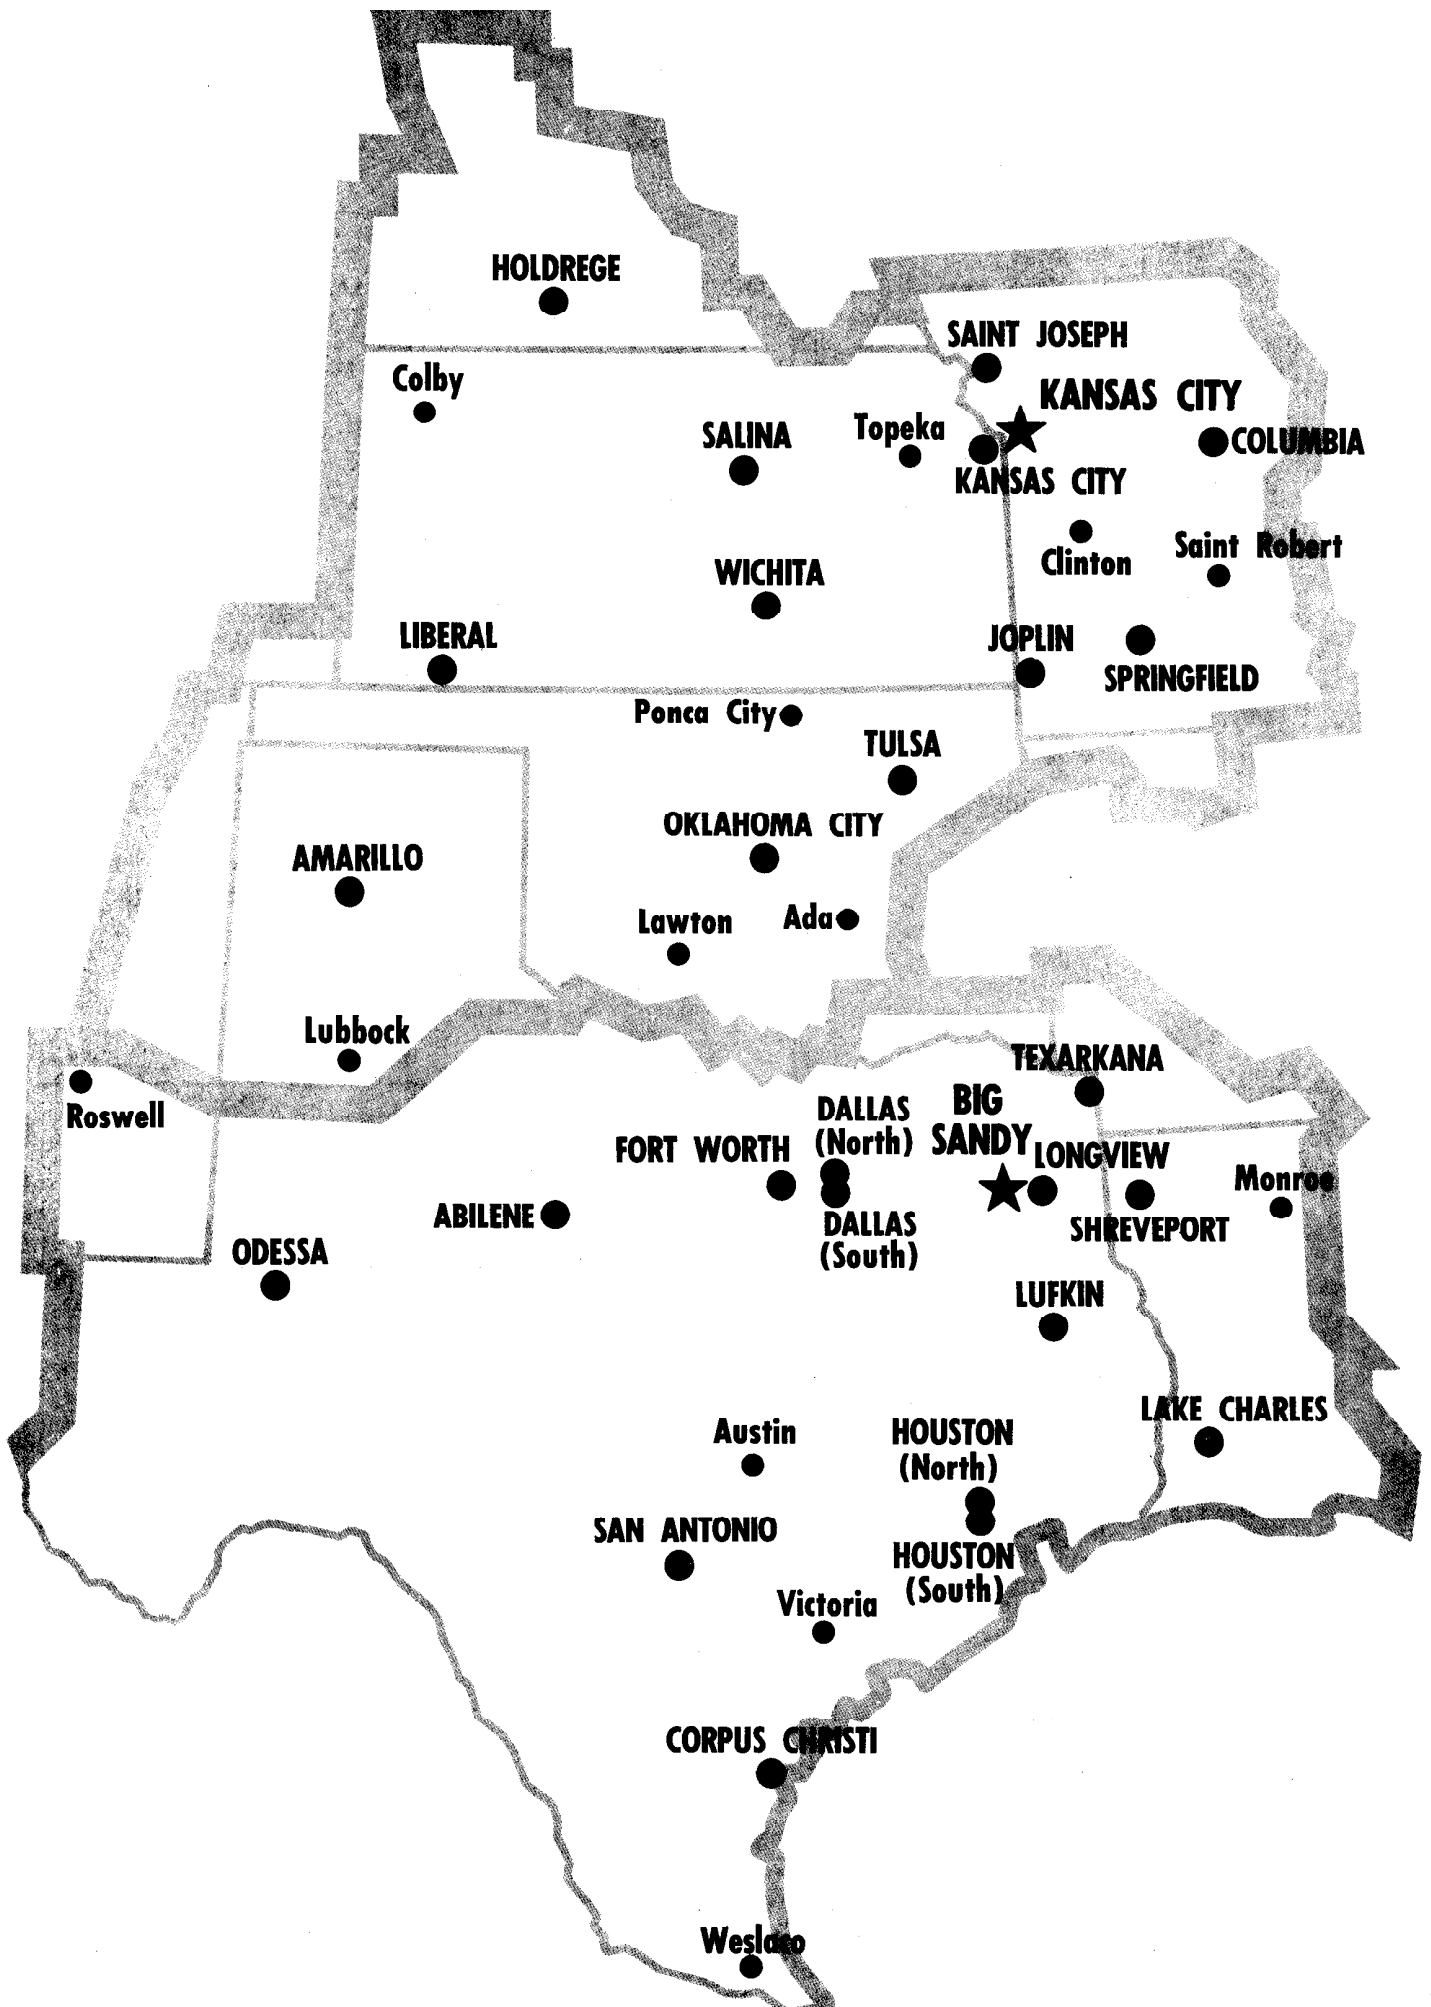 HOLDREGE
SAINT JOSEPH
Colby
KANSAS CITY
SALINA
Topeka
COLUMBIA
KANSAS CITY
Clinton
Saint Robert
WICHITA
LIBERAL
JOPLIN
SPRINGFIELD
Ponca City
TULSA
OKLAHOMA CITY
AMARILLO
Lawton
Ada
Lubbock
TEXARKANA
Roswell
DALLAS
(North)
BIG
SANDY
FORT WORTH
LONGVIEW
Monroe
ABILENE
DALLAS
(South)
SHREVEPORT
ODESSA
LUFKIN
LAKE CHARLES
Austin
HOUSTON
(North)
SAN ANTONIO
HOUSTON
(South)
Victoria
CORPUS CHRISTI
Weslaco